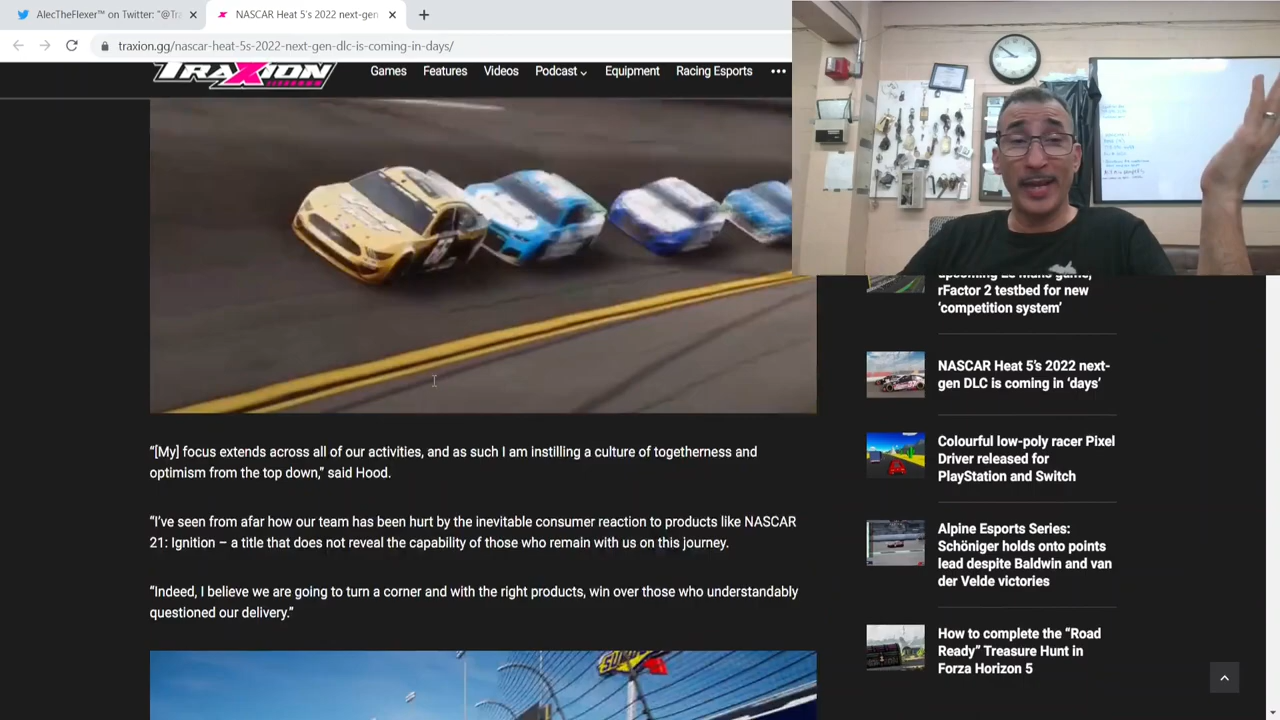 AlecTheFlexer™ on Twitter: "@Tra
NASCAR Heat 5's 2022 next-gen
traxion.gg/nascar-heat-5s-2022-next-gen-dlc-is-coming-in-days/
TRAXION
Games Features Videos Podcast Equipment Racing Esports
rFactor 2 testbed for new
‘competition system’
NASCAR Heat 5’s 2022 next-
gen DLC is coming in ‘days’
Colourful low-poly racer Pixel
Driver released for
PlayStation and Switch
Alpine Esports Series:
Schöniger holds onto points
lead despite Baldwin and van
der Velde victories
How to complete the “Road
Ready” Treasure Hunt in
Forza Horizon 5
“[My] focus extends across all of our activities, and as such I am instilling a culture of togetherness and
optimism from the top down,” said Hood.
“I’ve seen from afar how our team has been hurt by the inevitable consumer reaction to products like NASCAR
21: Ignition – a title that does not reveal the capability of those who remain with us on this journey.
“Indeed, I believe we are going to turn a corner and with the right products, win over those who understandably
questioned our delivery.”